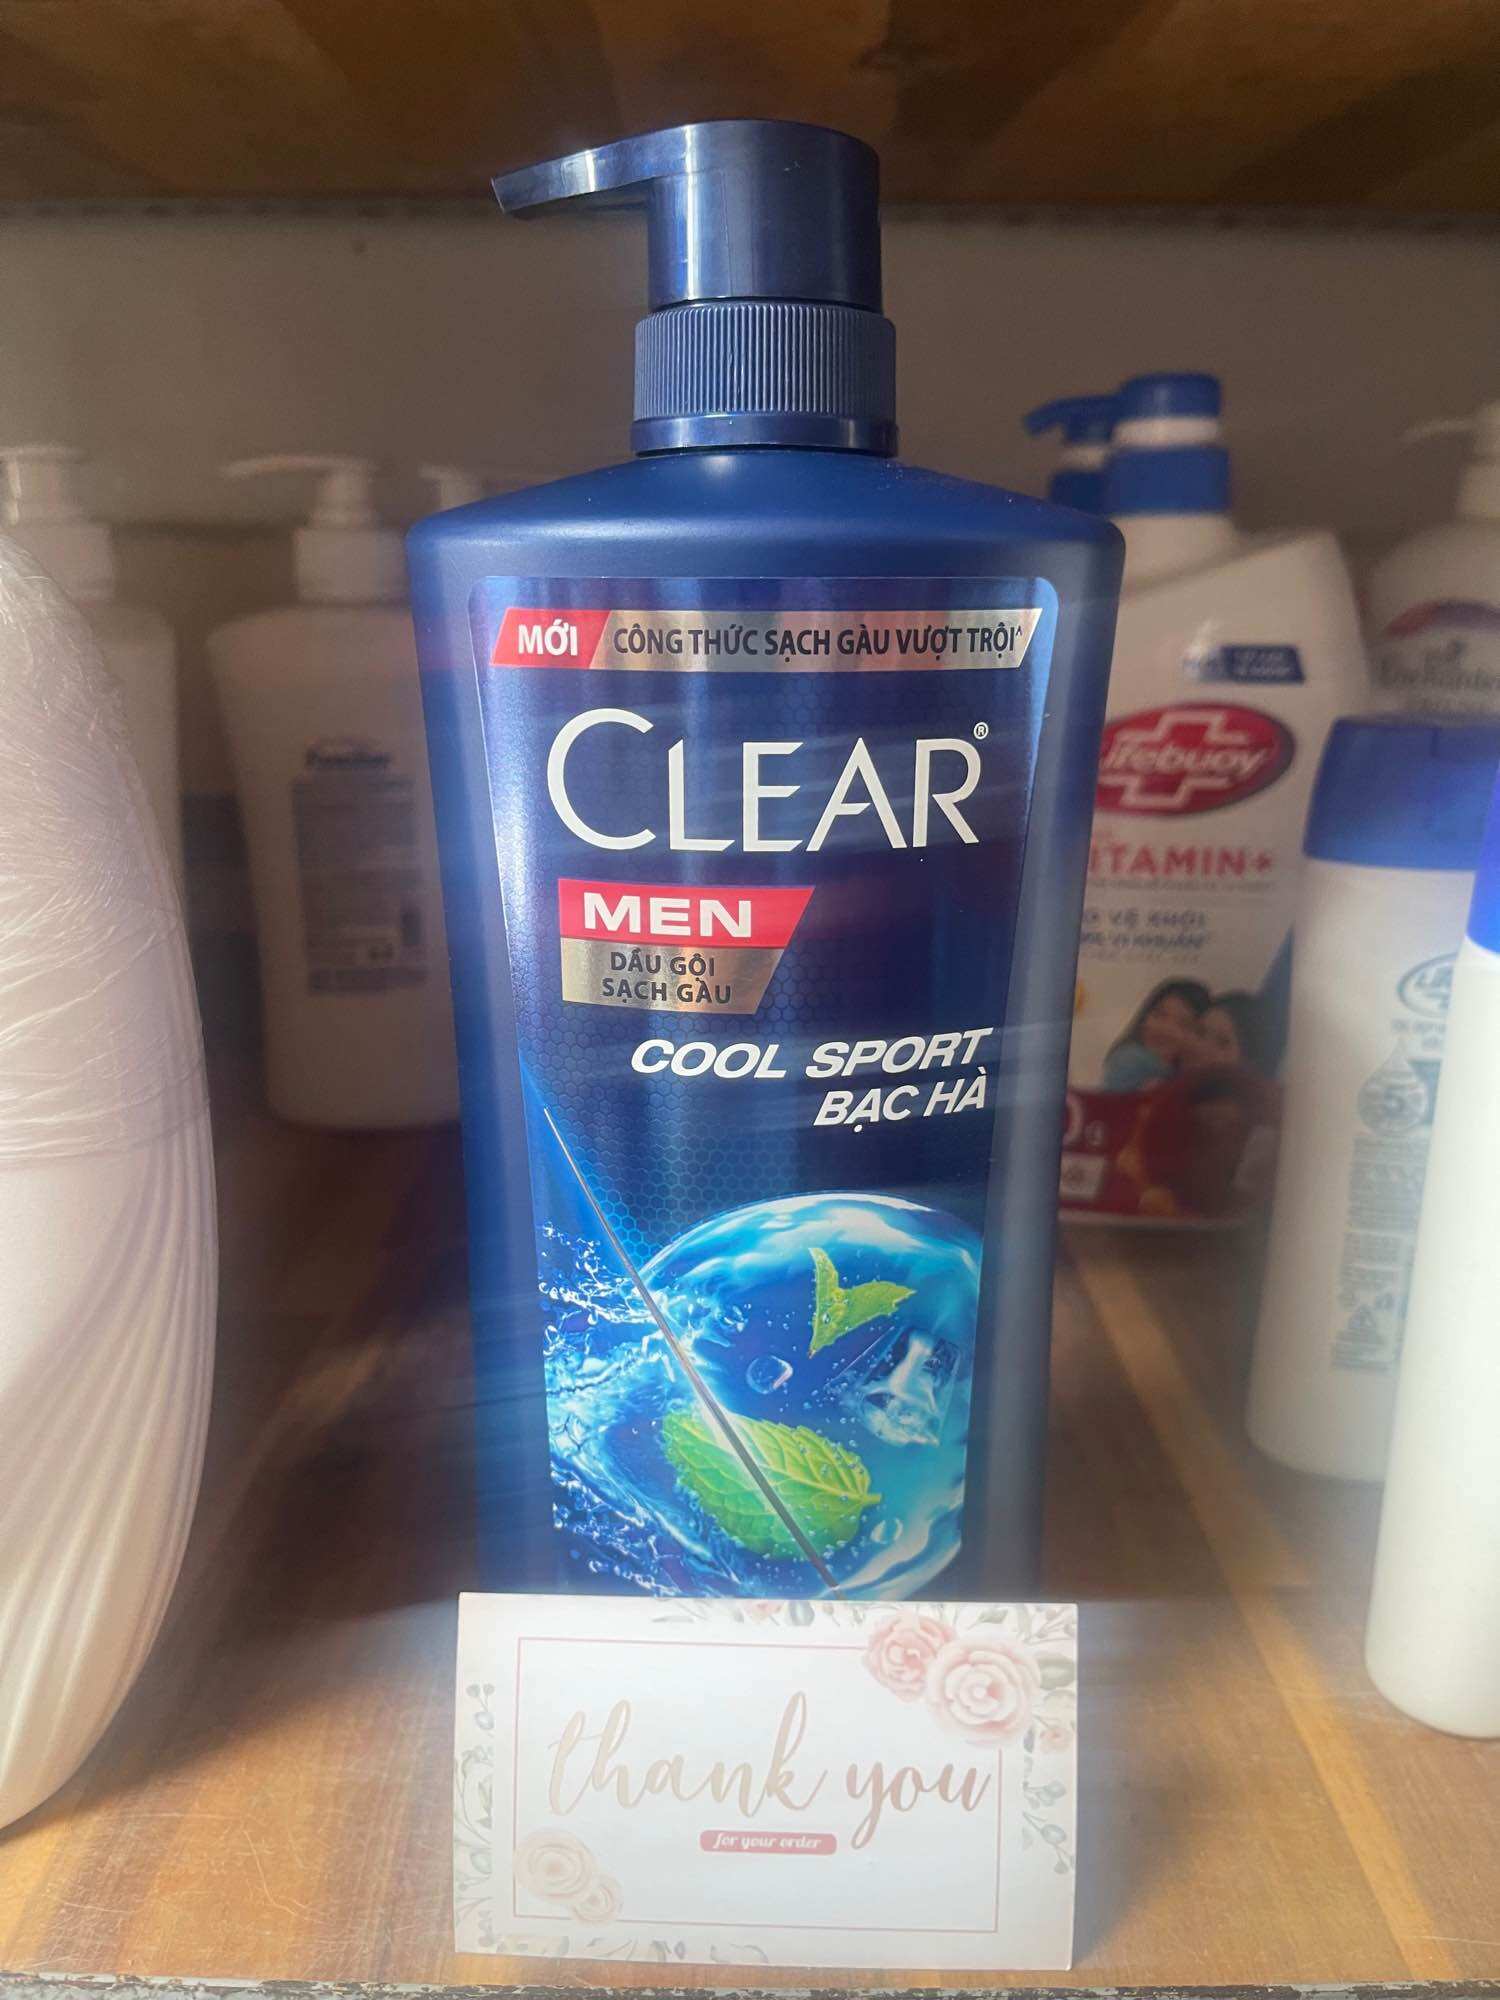 MỚI CÔNG THỨC SẠCH GÀU VƯỢT TRỘI^
CLEAR®
MEN
DẦU GỘI
SẠCH GÀU
COOL SPORT
BẠC HÀ
thank you
for your order
Lifebuoy
VITAMIN+